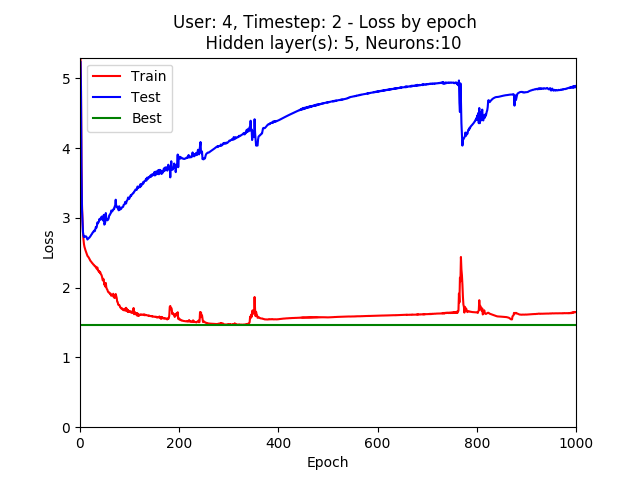 User: 4, Timestep: 2 - Loss by epoch
Hidden layer(s): 5, Neurons:10
Train
Test
Best
5
4
3
2
1
0
Loss
0 200 400 600 800 1000
Epoch